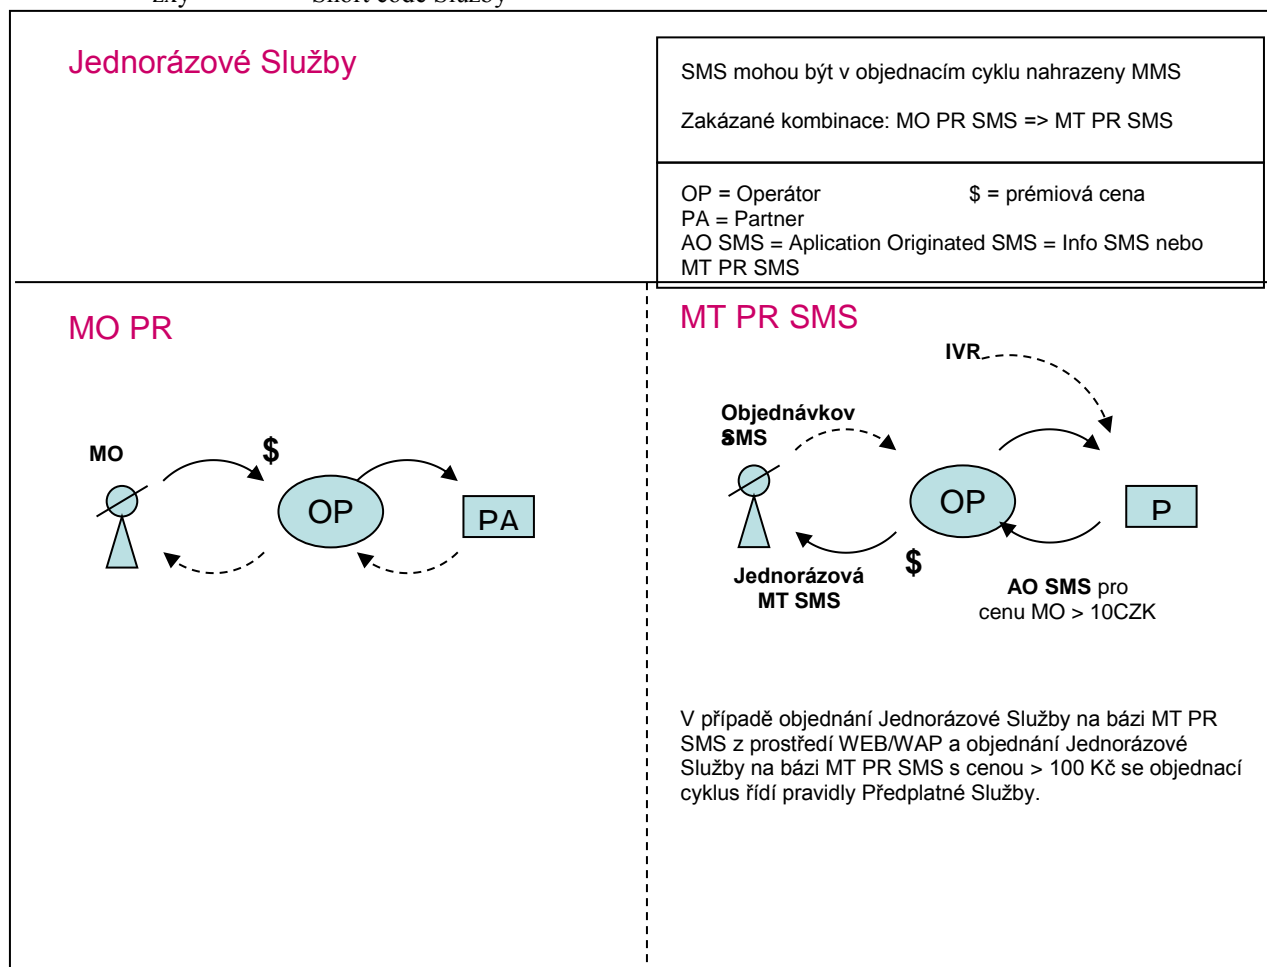 zxy Short code Služby
Jednorázové Služby
SMS mohou být v objednacím cyklu nahrazeny MMS
Zakázané kombinace: MO PR SMS => MT PR SMS
OP = Operátor $ = prémiová cena
PA = Partner
AO SMS = Aplication Originated SMS = Info SMS nebo
MT PR SMS
MO PR
MO
$
OP
PA
MT PR SMS
IVR
Objednávkov
a
SMS
OP
P
$
Jednorázová
MT SMS
AO SMS pro
cenu MO > 10CZK
V případě objednání Jednorázové Služby na bázi MT PR
SMS z prostředí WEB/WAP a objednání Jednorázové
Služby na bázi MT PR SMS s cenou > 100 Kč se objednací
cyklus řídí pravidly Předplatné Služby.